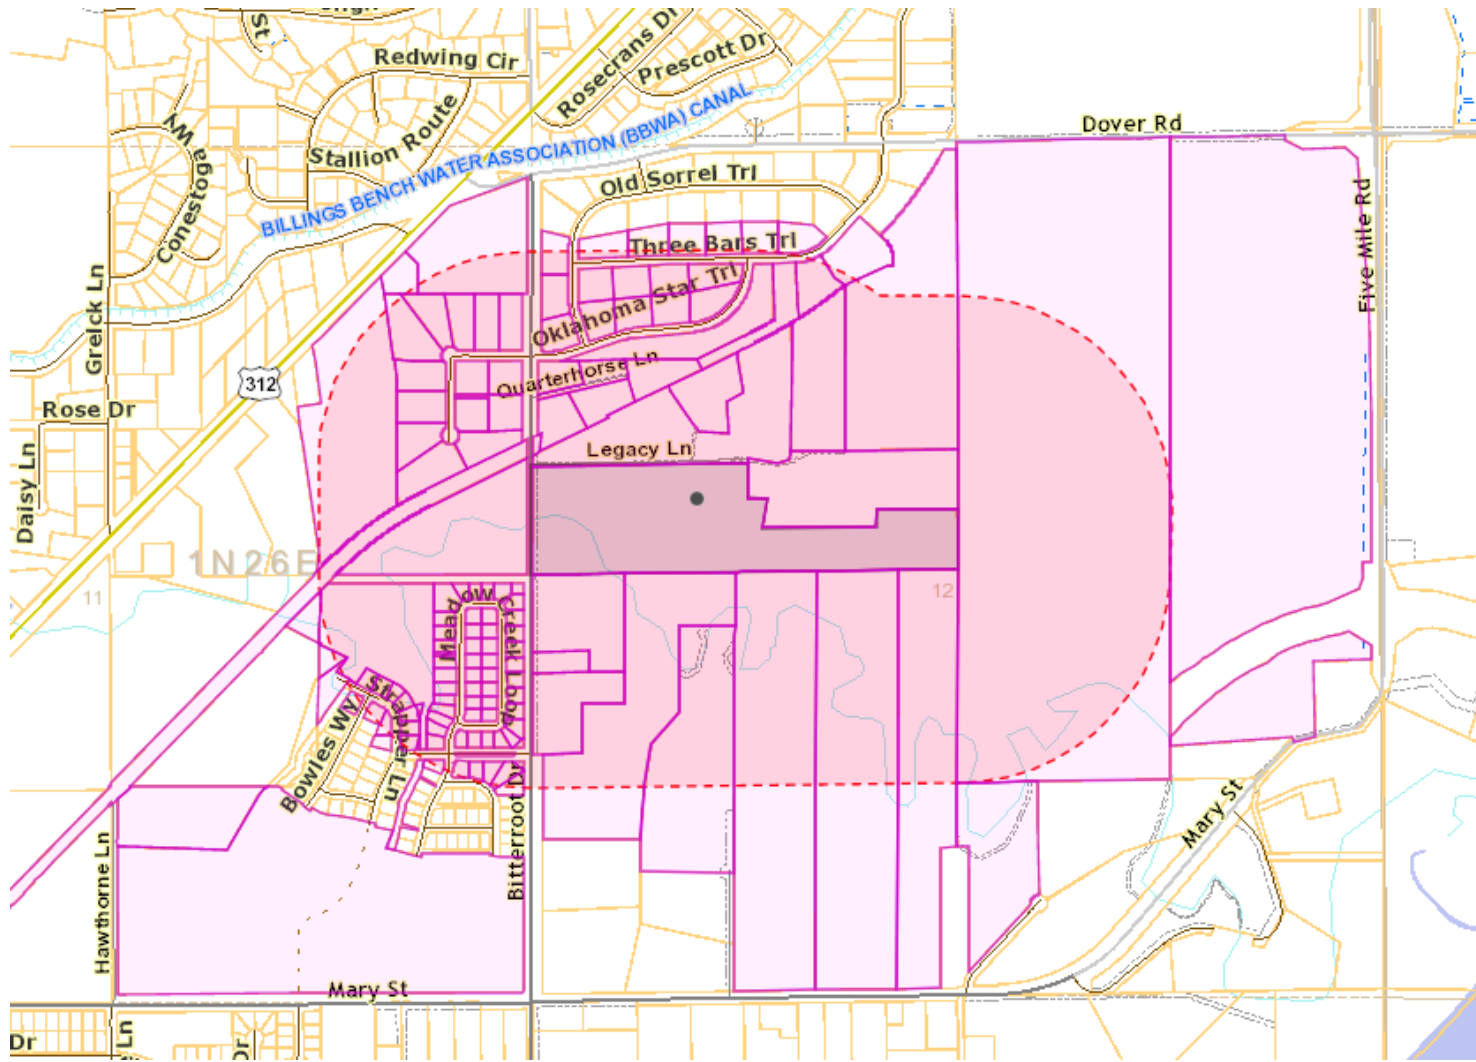 St
Redwing Cir
Rosecrans Dr
Prescott Dr
Conestoga Wy
Stallion Route
BILLINGS BENCH WATER ASSOCIATION (BBWA) CANAL
Dover Rd
Old Sorrel Trl
Three Bars Trl
Five Mile Rd
Greick Ln
Oklahoma Star Trl
Quarterhorse Ln
312
Rose Dr
Daisy Ln
Legacy Ln
1N26E
11
12
Meadow Creek Loop
Strapper Ln
Bowles Wy
Bitterroot Dr
Mary St
Hawthorne Ln
Mary St
Dr
Ln
Dr